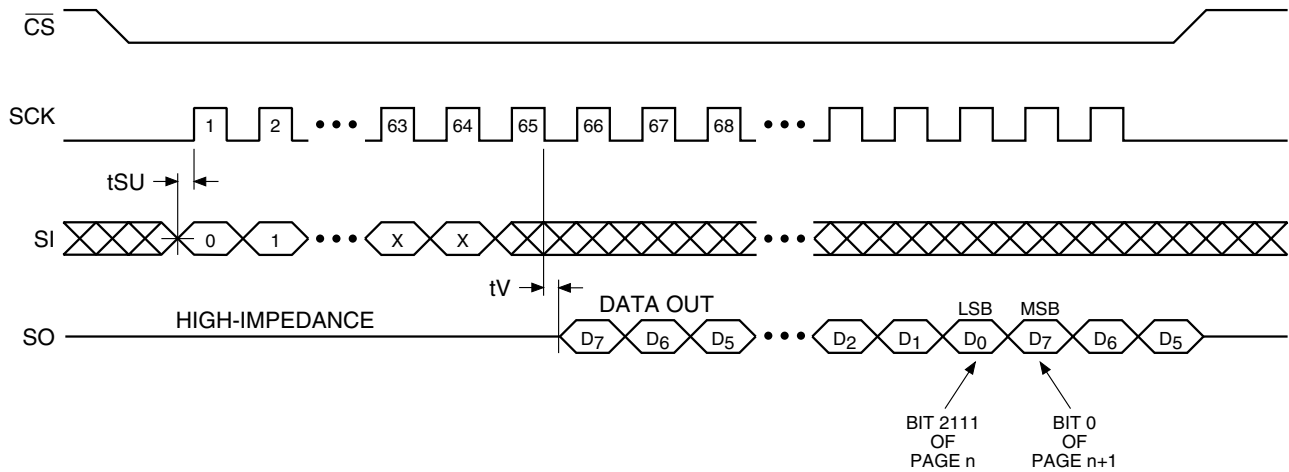 CS
SCK
1 2 ••• 63 64 65 66 67 68 •••
tSU
SI
0 1 ••• X X •••
tV
DATA OUT
HIGH-IMPEDANCE
LSB MSB
SO
D7 D6 D5 ••• D2 D1 D0 D7 D6 D5
BIT 2111
OF
PAGE n
BIT 0
OF
PAGE n+1